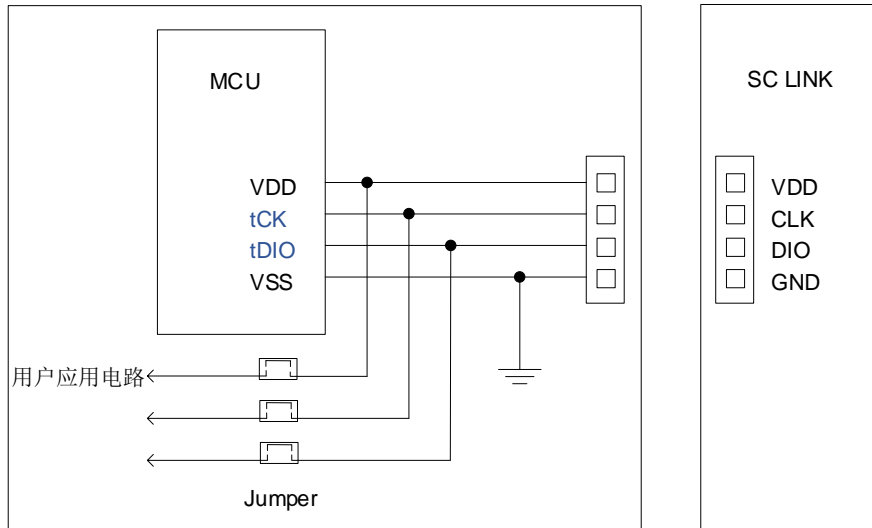 MCU
SC LINK
VDD
tCK
tDIO
VSS
VDD
CLK
DIO
GND
用户应用电路
Jumper